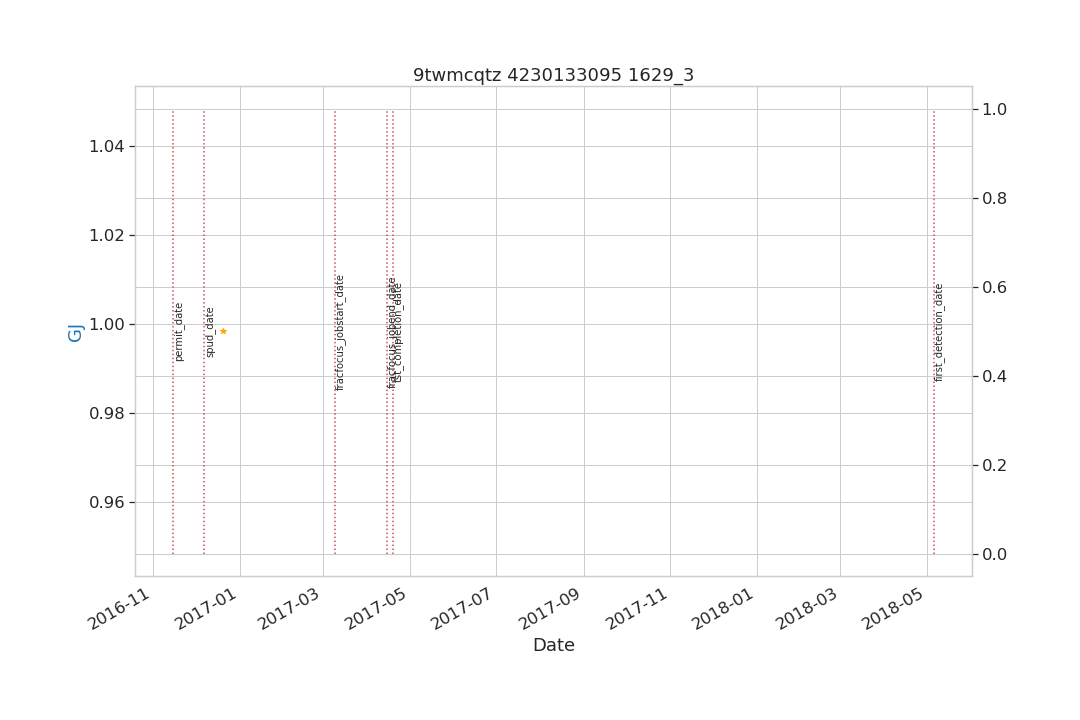 9twmcqtz 4230133095 1629_3
GJ
1.04
1.02
1.00
0.98
0.96
1.0
0.8
0.6
0.4
0.2
0.0
permit_date
spud_date
fracfocus_jobstart_date
fracfocus_jobend_date
tst_completion_date
first_detection_date
2016-11
2017-01
2017-03
2017-05
2017-07
2017-09
2017-11
2018-01
2018-03
2018-05
Date